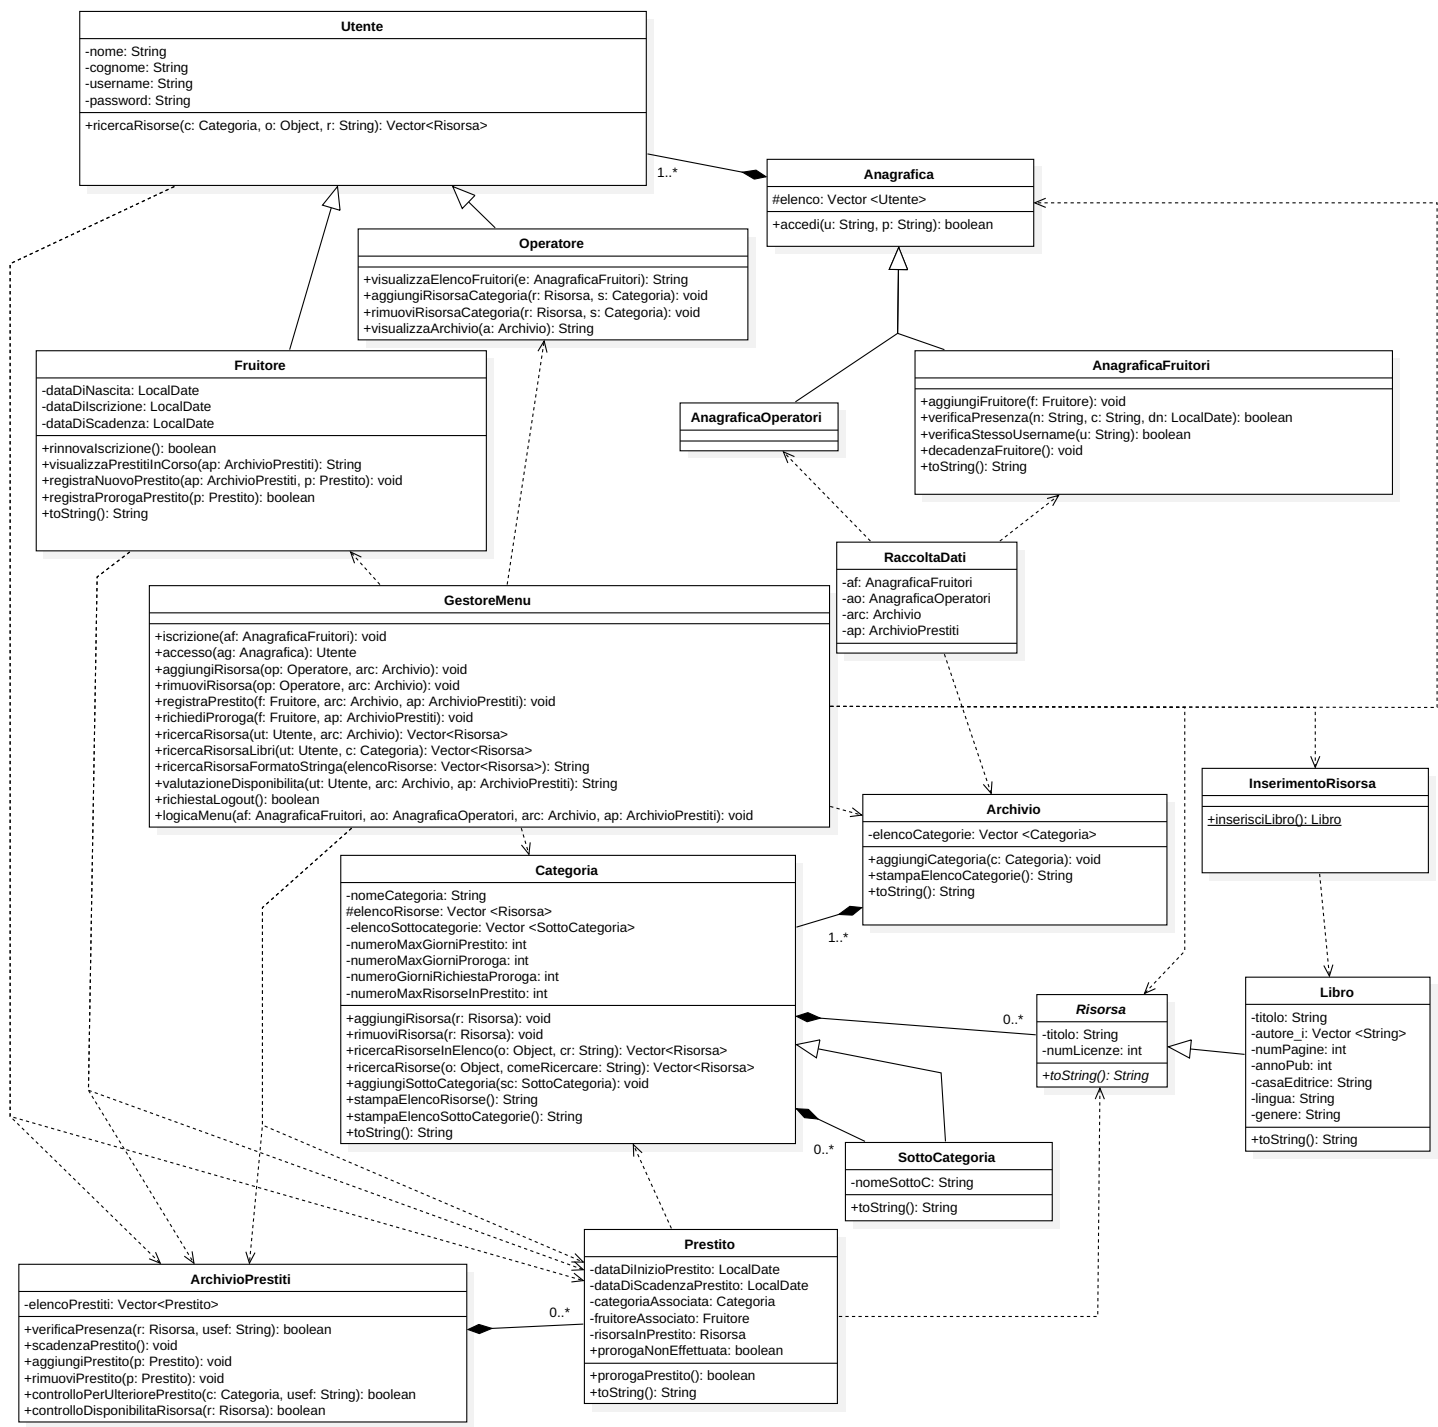 Utente
-nome: String
-cognome: String
-username: String
-password: String
+ricercaRisorse(c: Categoria, o: Object, r: String): Vector<Risorsa>
1..*
Anagrafica
#elenco: Vector <Utente>
+accedi(u: String, p: String): boolean
Operatore
+visualizzaElencoFruitori(e: AnagraficaFruitori): String
+aggiungiRisorsaCategoria(r: Risorsa, s: Categoria): void
+rimuoviRisorsaCategoria(r: Risorsa, s: Categoria): void
+visualizzaArchivio(a: Archivio): String
Fruitore
-dataDiNascita: LocalDate
-dataDiIscrizione: LocalDate
-dataDiScadenza: LocalDate
+rinnovaIscrizione(): boolean
+visualizzaPrestitiInCorso(ap: ArchivioPrestiti): String
+registraNuovoPrestito(ap: ArchivioPrestiti, p: Prestito): void
+registraProrogaPrestito(p: Prestito): boolean
+toString(): String
AnagraficaOperatori
AnagraficaFruitori
+aggiungiFruitore(f: Fruitore): void
+verificaPresenza(n: String, c: String, dn: LocalDate): boolean
+verificaStessoUsername(u: String): boolean
+decadenzaFruitore(): void
+toString(): String
RaccoltaDati
-af: AnagraficaFruitori
-ao: AnagraficaOperatori
-arc: Archivio
-ap: ArchivioPrestiti
GestoreMenu
+iscrizione(af: AnagraficaFruitori): void
+accesso(ag: Anagrafica): Utente
+aggiungiRisorsa(op: Operatore, arc: Archivio): void
+rimuoviRisorsa(op: Operatore, arc: Archivio): void
+registraPrestito(f: Fruitore, arc: Archivio, ap: ArchivioPrestiti): void
+richiediProroga(f: Fruitore, ap: ArchivioPrestiti): void
+ricercaRisorsa(ut: Utente, arc: Archivio): Vector<Risorsa>
+ricercaRisorsaLibri(ut: Utente, c: Categoria): Vector<Risorsa>
+ricercaRisorsaFormatoStringa(elencoRisorse: Vector<Risorsa>): String
+valutazioneDisponibilita(ut: Utente, arc: Archivio, ap: ArchivioPrestiti): String
+richiestaLogout(): boolean
+logicaMenu(af: AnagraficaFruitori, ao: AnagraficaOperatori, arc: Archivio, ap: ArchivioPrestiti): void
InserimentoRisorsa
+inserisciLibro(): Libro
Archivio
-elencoCategorie: Vector <Categoria>
+aggiungiCategoria(c: Categoria): void
+stampaElencoCategorie(): String
+toString(): String
1..*
Categoria
-nomeCategoria: String
#elencoRisorse: Vector <Risorsa>
-elencoSottocategorie: Vector <SottoCategoria>
-numeroMaxGiorniPrestito: int
-numeroMaxGiorniProroga: int
-numeroGiorniRichiestaProroga: int
-numeroMaxRisorseInPrestito: int
+aggiungiRisorsa(r: Risorsa): void
+rimuoviRisorsa(r: Risorsa): void
+ricercaRisorseInElenco(o: Object, cr: String): Vector<Risorsa>
+ricercaRisorse(o: Object, comeRicercare: String): Vector<Risorsa>
+aggiungiSottoCategoria(sc: SottoCategoria): void
+stampaElencoRisorse(): String
+stampaElencoSottoCategorie(): String
+toString(): String
0..*
Risorsa
-titolo: String
-numLicenze: int
+toString(): String
Libro
-titolo: String
-autore_i: Vector <String>
-numPagine: int
-annoPub: int
-casaEditrice: String
-lingua: String
-genere: String
+toString(): String
0..*
SottoCategoria
-nomeSottoC: String
+toString(): String
Prestito
-dataDiInizioPrestito: LocalDate
-dataDiScadenzaPrestito: LocalDate
-categoriaAssociata: Categoria
-fruitoreAssociato: Fruitore
-risorsaInPrestito: Risorsa
+prorogaNonEffettuata: boolean
+prorogaPrestito(): boolean
+toString(): String
0..*
ArchivioPrestiti
-elencoPrestiti: Vector<Prestito>
+verificaPresenza(r: Risorsa, usef: String): boolean
+scadenzaPrestito(): void
+aggiungiPrestito(p: Prestito): void
+rimuoviPrestito(p: Prestito): void
+controlloPerUlteriorePrestito(c: Categoria, usef: String): boolean
+controlloDisponibilitaRisorsa(r: Risorsa): boolean